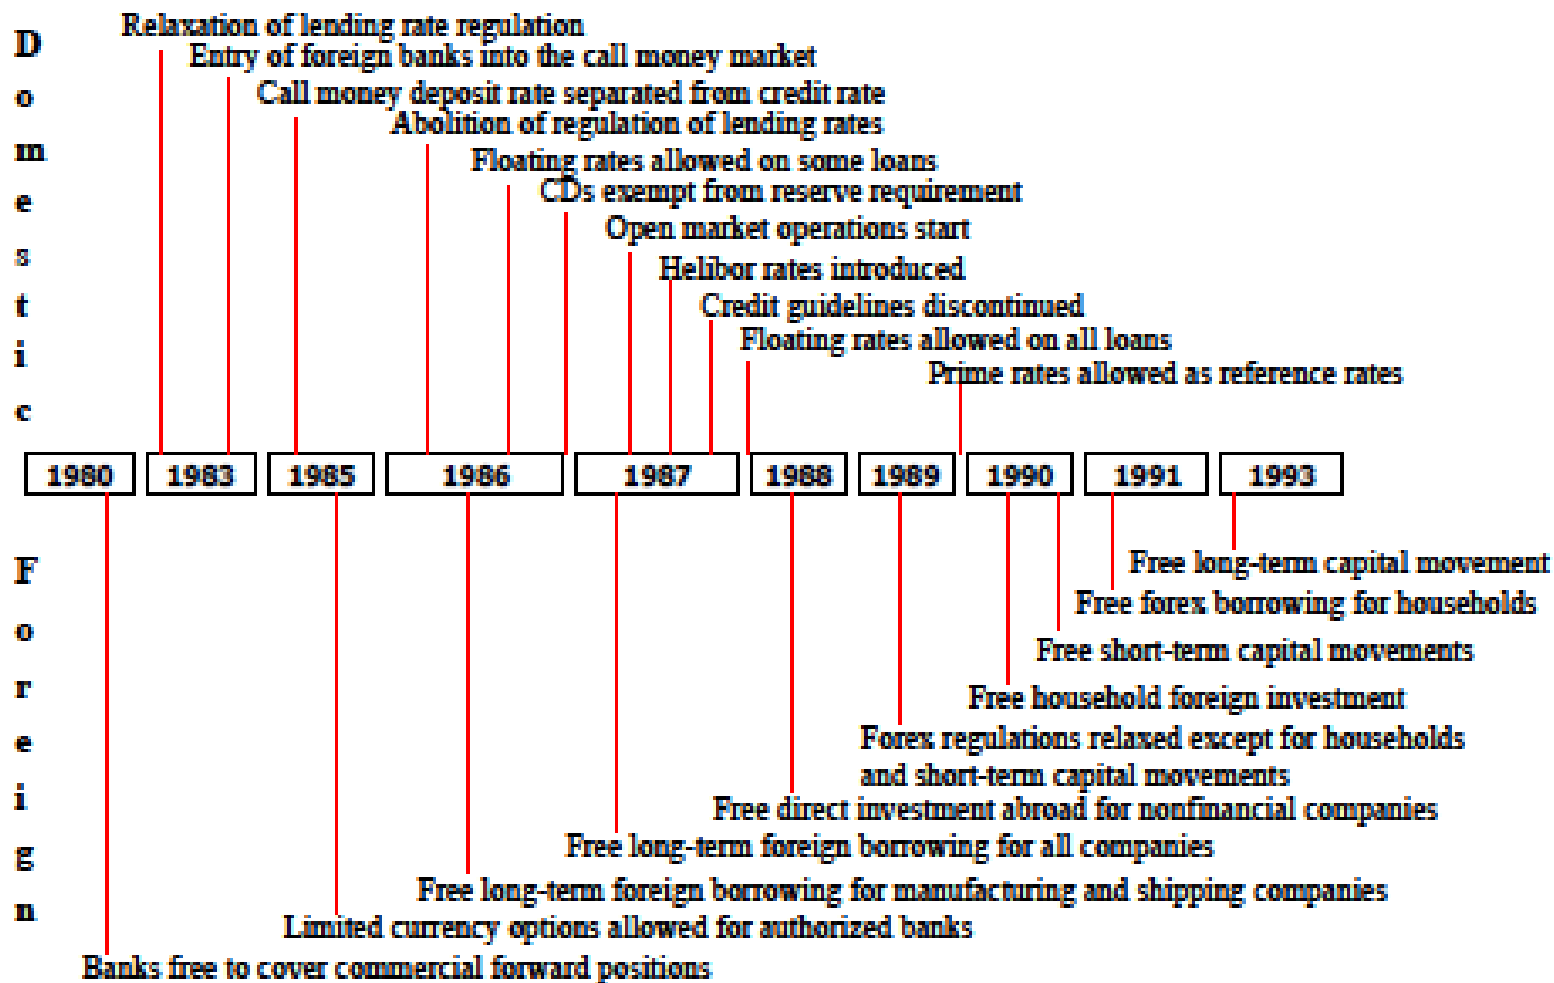 Domestic
Relaxation of lending rate regulation
Entry of foreign banks into the call money market
Call money deposit rate separated from credit rate
Abolition of regulation of lending rates
Floating rates allowed on some loans
CDs exempt from reserve requirement
Open market operations start
Helibor rates introduced
Credit guidelines discontinued
Floating rates allowed on all loans
Prime rates allowed as reference rates
1980 1983 1985 1986 1987 1988 1989 1990 1991 1993
Foreign
Free long-term capital movement
Free forex borrowing for households
Free short-term capital movements
Free household foreign investment
Forex regulations relaxed except for households
and short-term capital movements
Free direct investment abroad for nonfinancial companies
Free long-term foreign borrowing for all companies
Free long-term foreign borrowing for manufacturing and shipping companies
Limited currency options allowed for authorized banks
Banks free to cover commercial forward positions